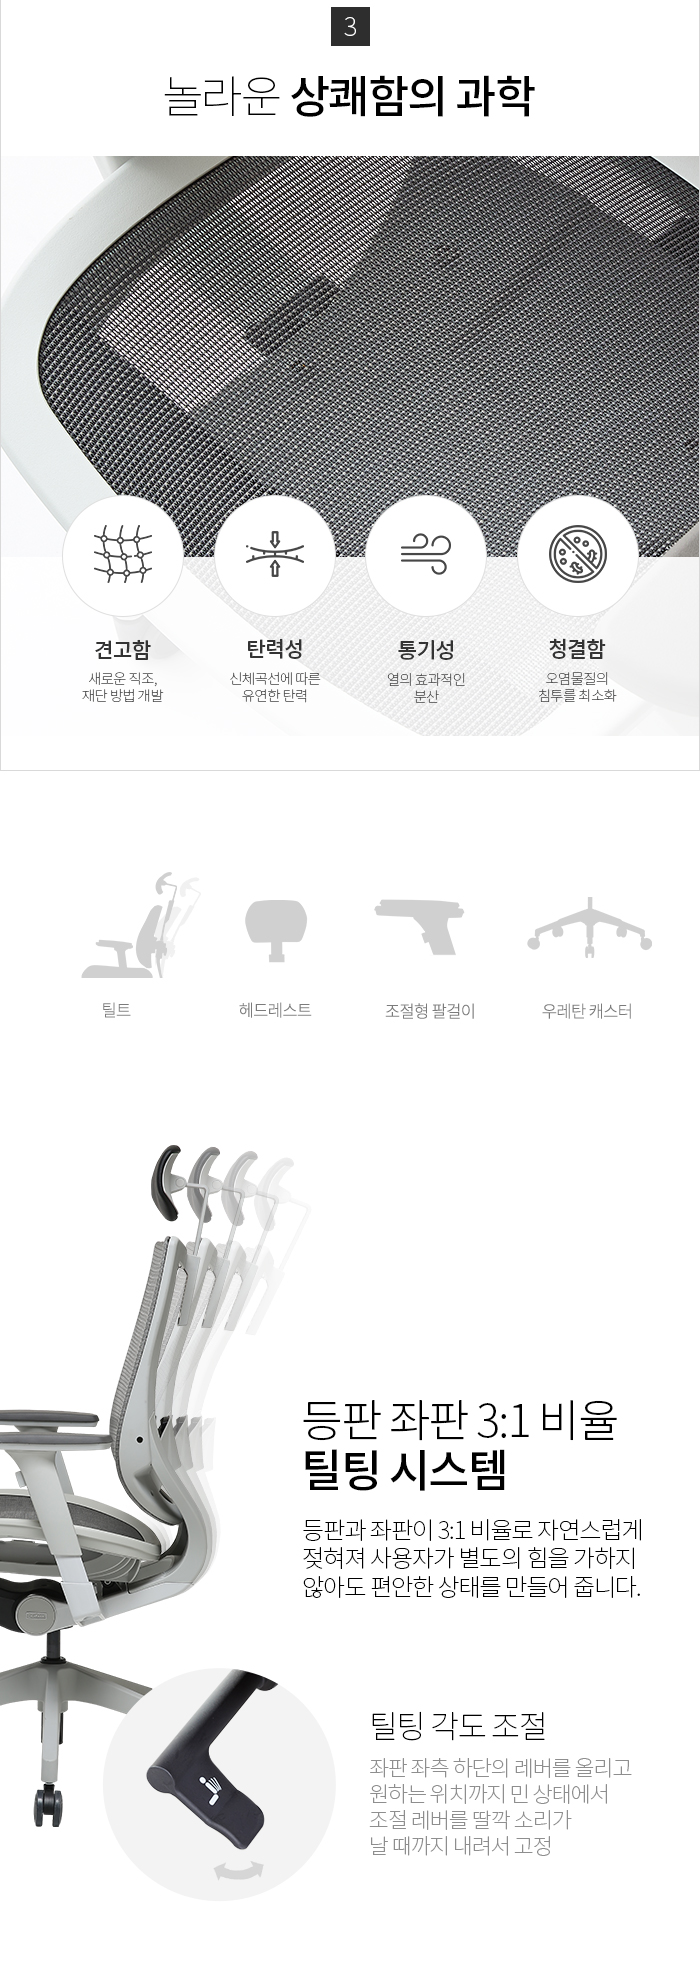 3
놀라운 상쾌함의 과학
견고함
새로운 직조,
재단 방법 개발
탄력성
신체곡선에 따른
유연한 탄력
통기성
열의 효과적인
분산
청결함
오염물질의
침투를 최소화
틸트
헤드레스트
조절형 팔걸이
우레탄 캐스터
등판 좌판 3:1 비율
틸팅 시스템
등판과 좌판이 3:1 비율로 자연스럽게
젖혀져 사용자가 별도의 힘을 가하지
않아도 편안한 상태를 만들어 줍니다.
틸팅 각도 조절
좌판 좌측 하단의 레버를 올리고
원하는 위치까지 민 상태에서
조절 레버를 딸깍 소리가
날 때까지 내려서 고정